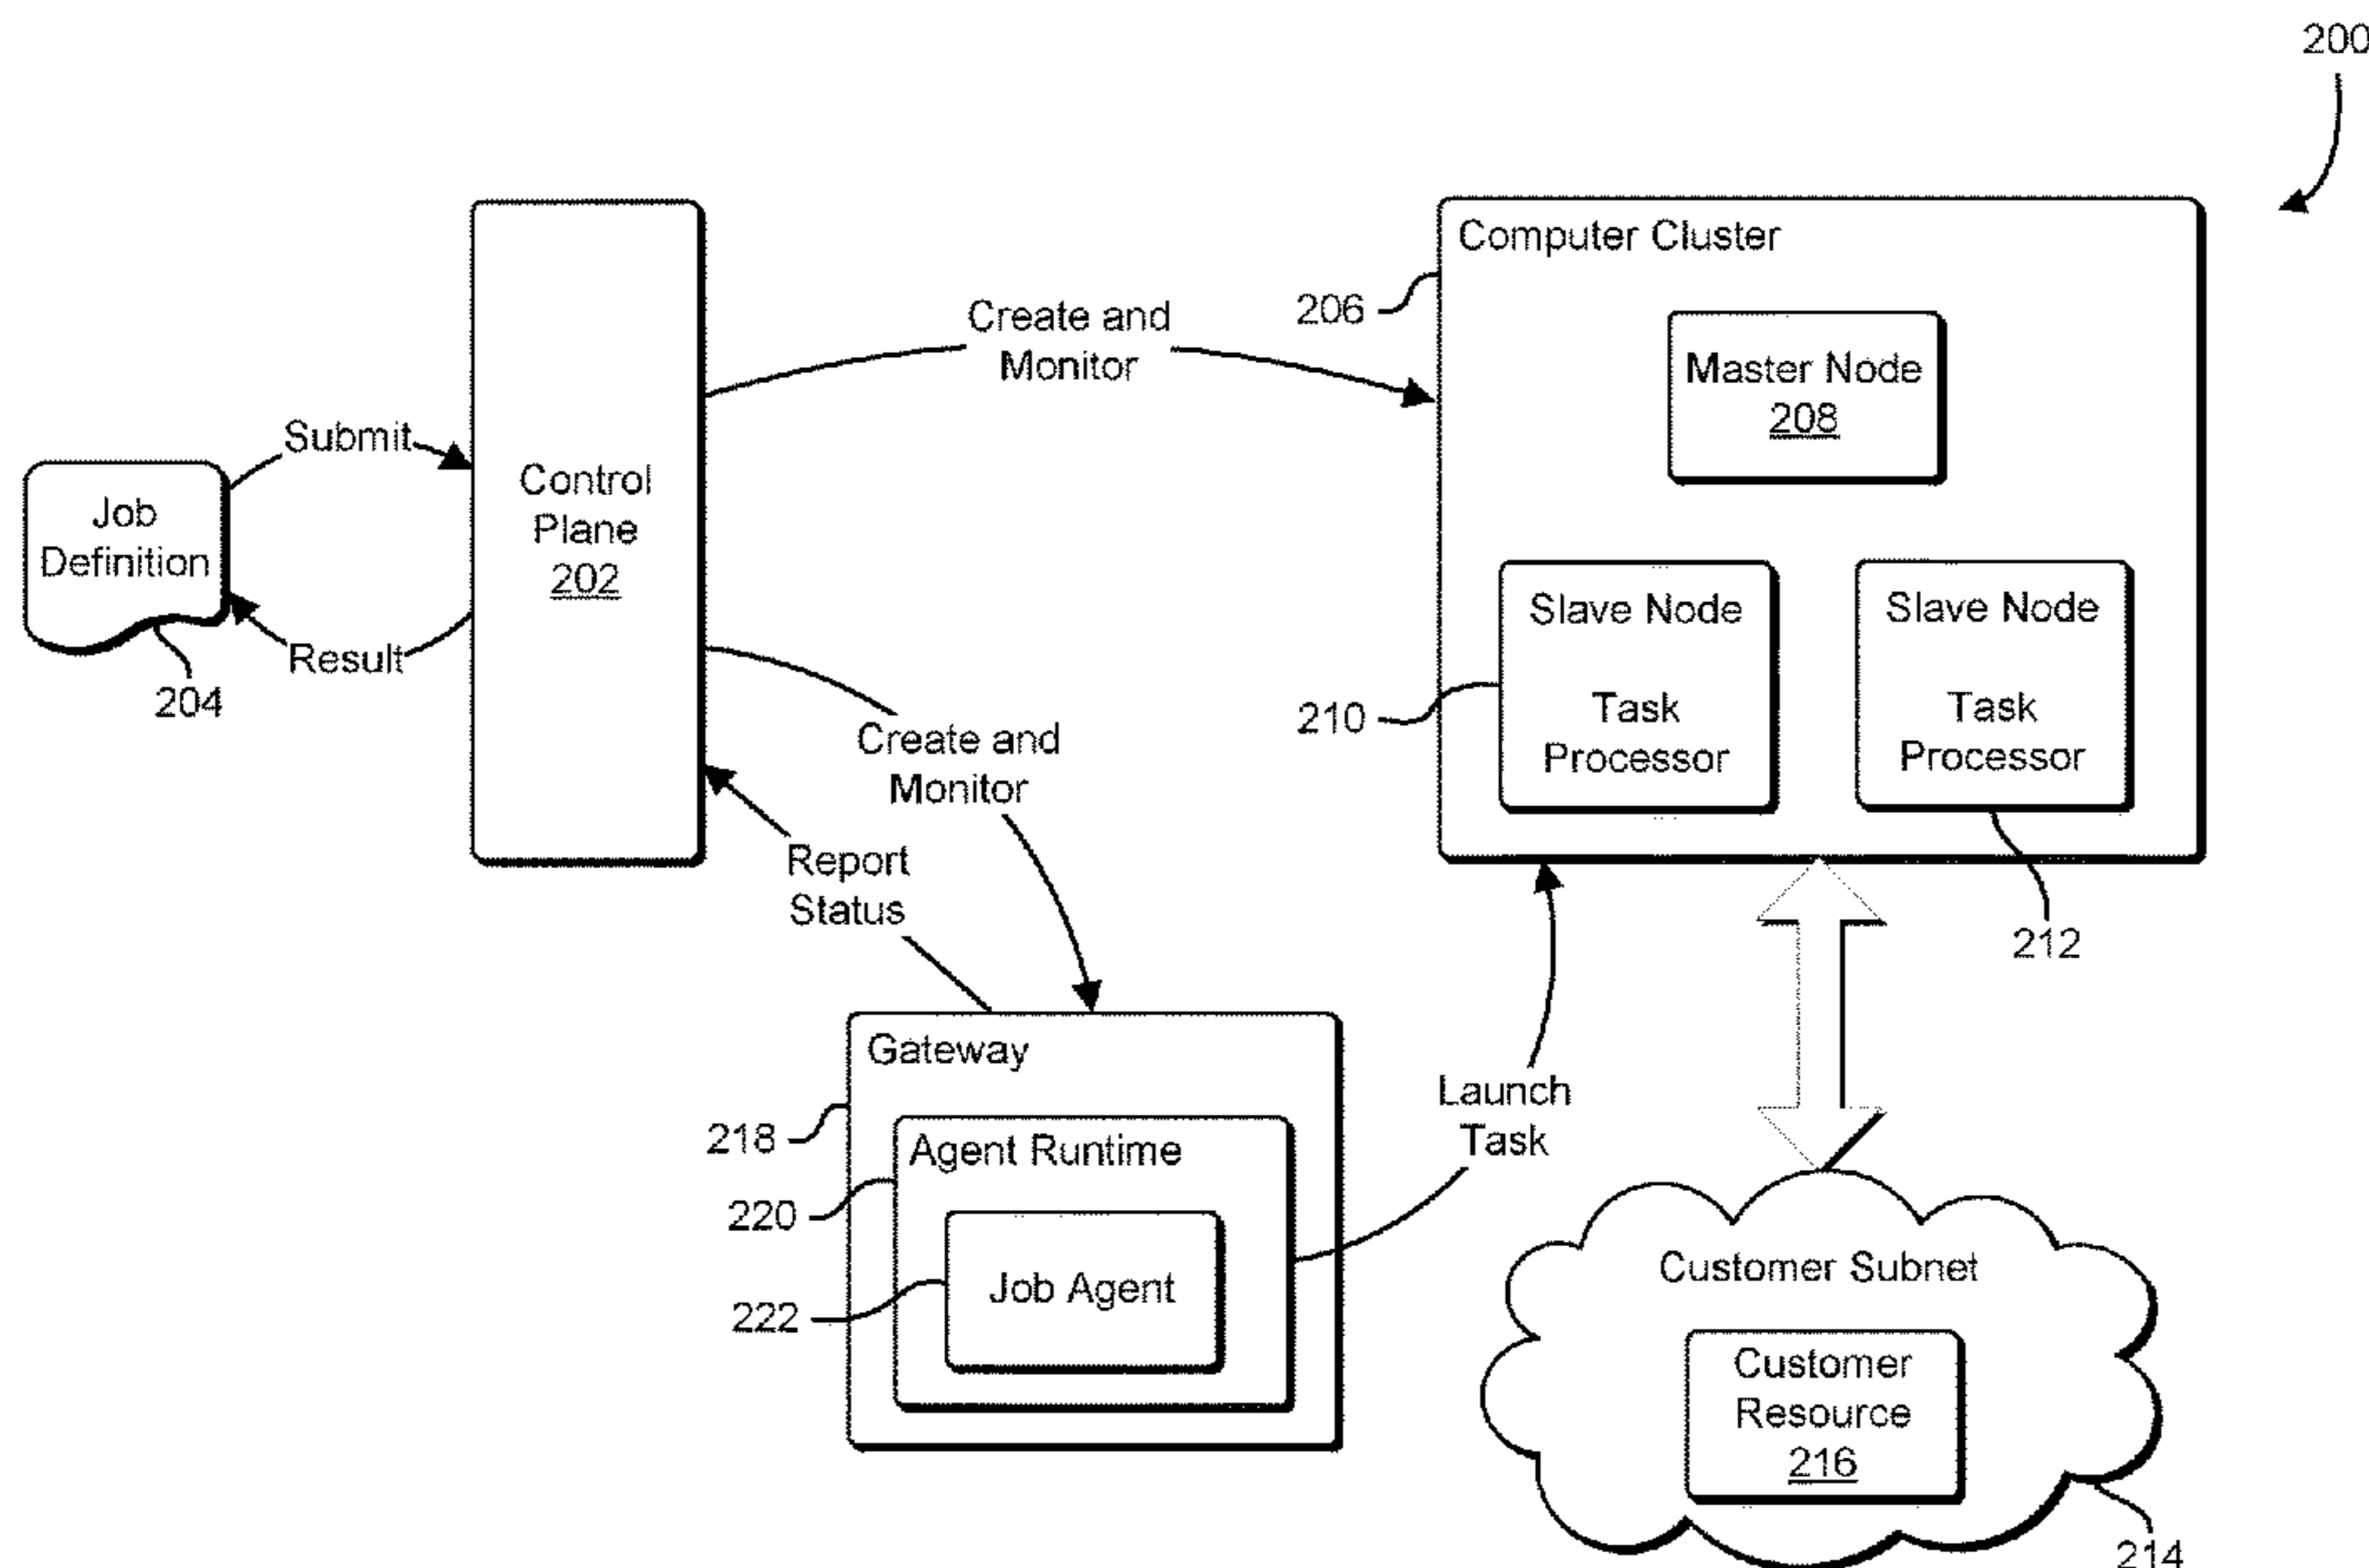 200
Computer Cluster
206
Create and
Monitor
Master Node
208
Submit
Control
Plane
202
Job
Definition
Result
204
Slave Node
Task
Processor
210
Slave Node
Task
Processor
212
Create and
Monitor
Report
Status
Gateway
218
Agent Runtime
220
Job Agent
222
Launch
Task
Customer Subnet
Customer
Resource
216
214